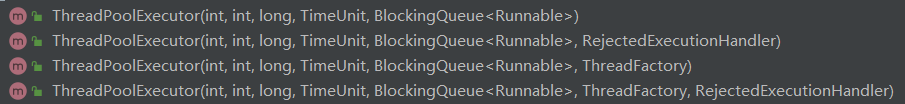 ThreadPoolExecutor(int, int, long, TimeUnit, BlockingQueue<Runnable>)
ThreadPoolExecutor(int, int, long, TimeUnit, BlockingQueue<Runnable>, RejectedExecutionHandler)
ThreadPoolExecutor(int, int, long, TimeUnit, BlockingQueue<Runnable>, ThreadFactory)
ThreadPoolExecutor(int, int, long, TimeUnit, BlockingQueue<Runnable>, ThreadFactory, RejectedExecutionHandler)